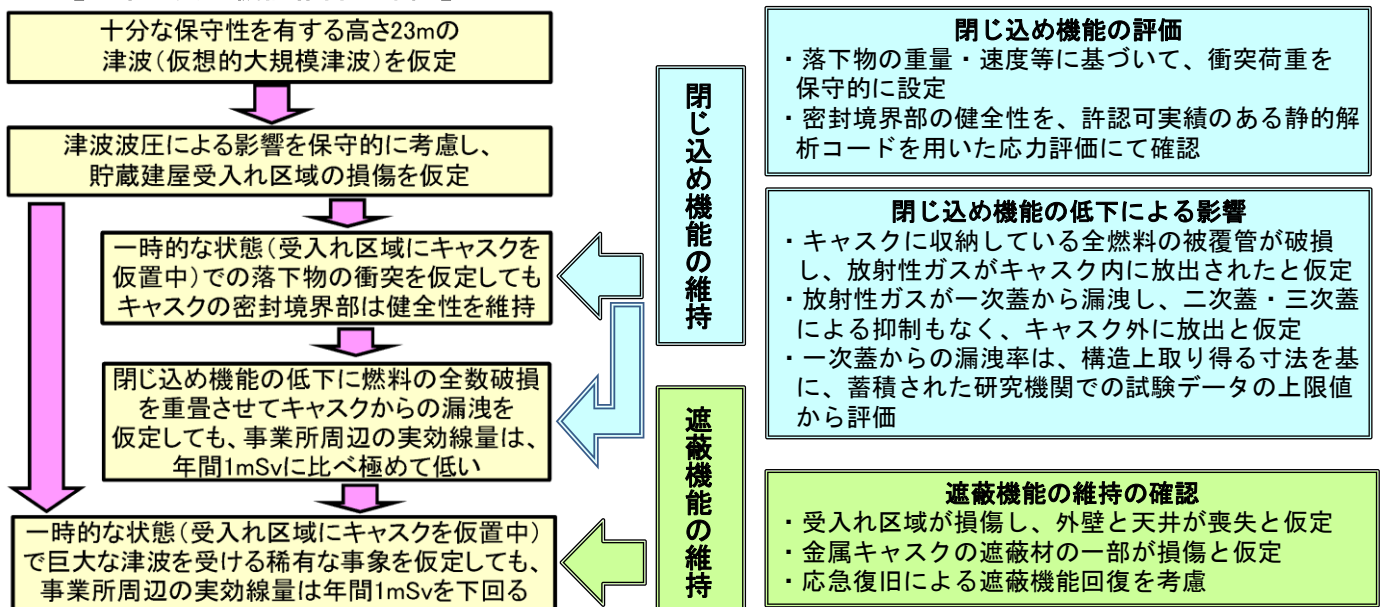 十分な保守性を有する高さ23mの
津波(仮想的大規模津波)を仮定
津波波圧による影響を保守的に考慮し、
貯蔵建屋受入れ区域の損傷を仮定
一時的な状態(受入れ区域にキャスクを
仮置中)での落下物の衝突を仮定しても
キャスクの密封境界部は健全性を維持
閉じ込め機能の低下に燃料の全数破損
を重畳させてキャスクからの漏洩を
仮定しても、事業所周辺の実効線量は、
年間1mSvに比べ極めて低い
一時的な状態(受入れ区域にキャスクを仮置中)
で巨大な津波を受ける稀有な事象を仮定しても、
事業所周辺の実効線量は年間1mSvを下回る
閉じ込め機能の維持
遮蔽機能の維持
閉じ込め機能の評価
・落下物の重量・速度等に基づいて、衝突荷重を
保守的に設定
・密封境界部の健全性を、許認可実績のある静的解
析コードを用いた応力評価にて確認
閉じ込め機能の低下による影響
・キャスクに収納している全燃料の被覆管が破損
し、放射性ガスがキャスク内に放出されたと仮定
・放射性ガスが一次蓋から漏洩し、二次蓋・三次蓋
による抑制もなく、キャスク外に放出と仮定
・一次蓋からの漏洩率は、構造上取り得る寸法を基
に、蓄積された研究機関での試験データの上限値
から評価
遮蔽機能の維持の確認
・受入れ区域が損傷し、外壁と天井が喪失と仮定
・金属キャスクの遮蔽材の一部が損傷と仮定
・応急復旧による遮蔽機能回復を考慮